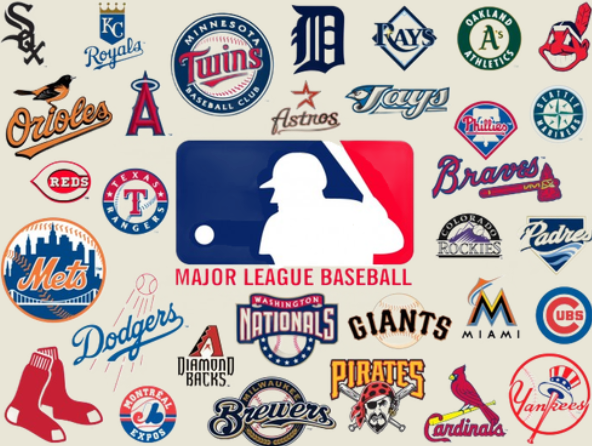 Sox
KC
Royals
MINNESOTA
Twins
BASEBALL CLUB
D
RAYS
OAKLAND
A's
ATHLETICS
Orioles
A
Astros
Jays
Phillies
SEATTLE
MARINERS
Braves
REDS
TEXAS
T
RANGERS
COLORADO
ROCKIES
Padres
Mets
MAJOR LEAGUE BASEBALL
Dodgers
WASHINGTON
NATIONALS
GIANTS
M
MIAMI
CUBS
DIAMOND
BACKS
PIRATES
MONTREAL
EXPOS
MILWAUKEE
Brewers
Cardinals
Yankees